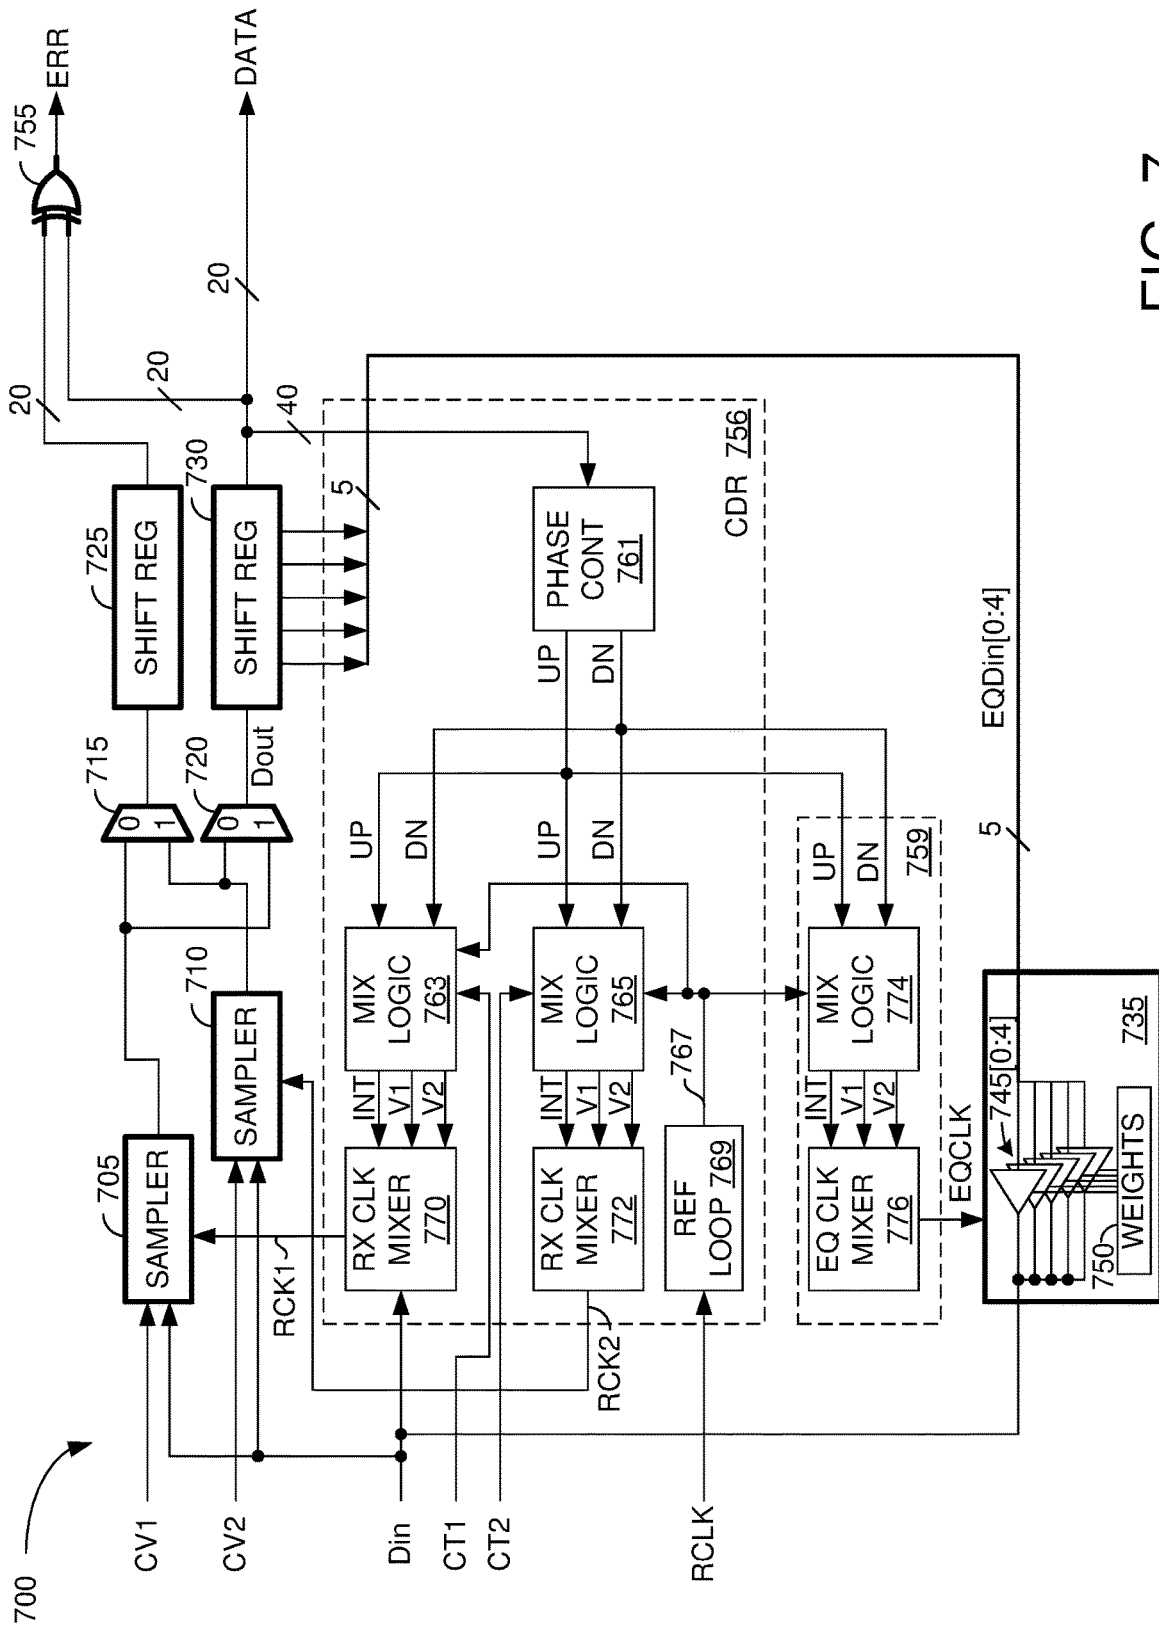 700
CV1
CV2
Din
CT1
CT2
RCLK
705
SAMPLER
710
SAMPLER
715
0
1
720
0
1
Dout
725
SHIFT REG
730
SHIFT REG
20
20
40
20
755
ERR
DATA
RCK1
RCK2
RX CLK
MIXER
770
INT
V1
V2
MIX
LOGIC
763
UP
DN
RX CLK
MIXER
772
INT
V1
V2
MIX
LOGIC
765
UP
DN
UP
DN
PHASE
CONT
761
5
CDR 756
REF
LOOP 769
767
EQ CLK
MIXER
776
INT
V1
V2
MIX
LOGIC
774
UP
DN
759
EQCLK
5
EQDin[0:4]
745[0:4]
750
WEIGHTS
735
FIG. 7